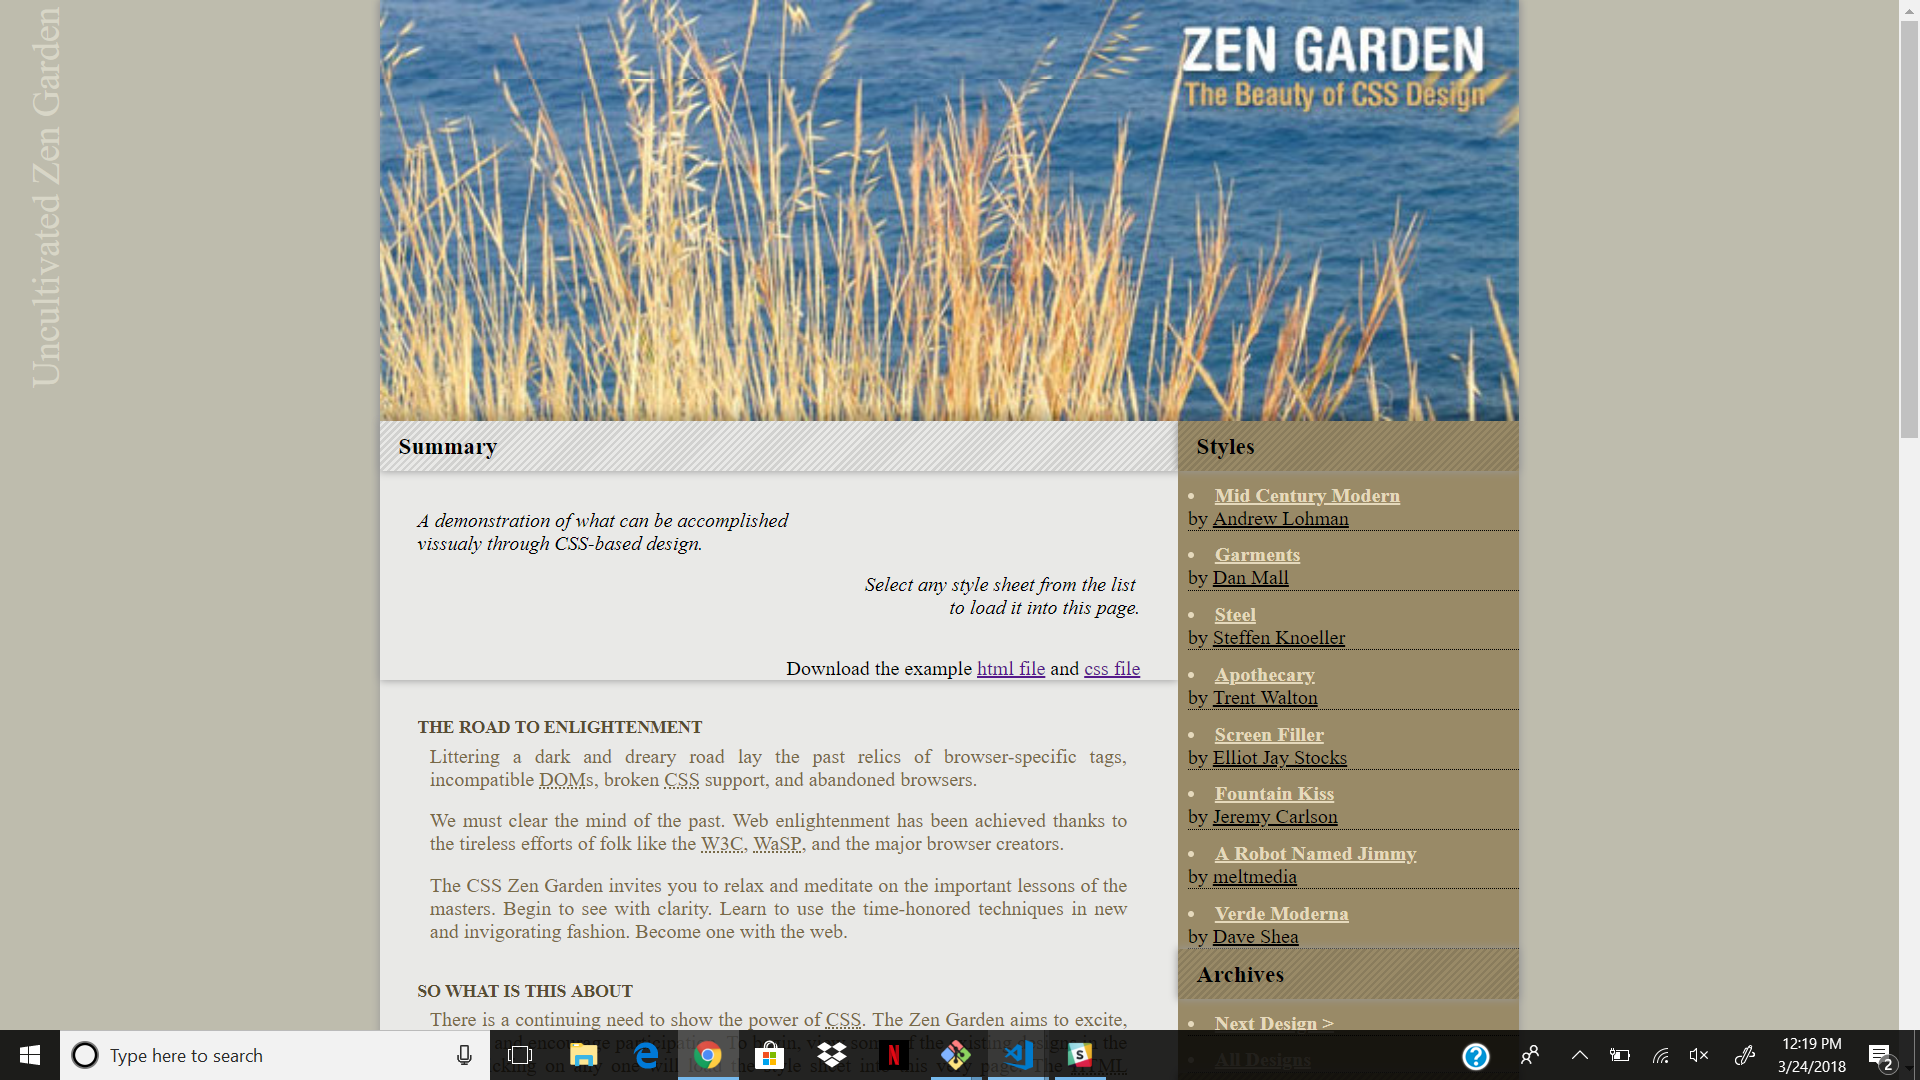 Uncultivated Zen Garden
ZEN GARDEN
The Beauty of CSS Design
Summary
A demonstration of what can be accomplished
vissualy through CSS-based design.
Select any style sheet from the list
to load it into this page.
Download the example html file and css file
THE ROAD TO ENLIGHTENMENT
Littering a dark and dreary road lay the past relics of browser-specific tags,
incompatible DOMs, broken CSS support, and abandoned browsers.
We must clear the mind of the past. Web enlightenment has been achieved thanks to
the tireless efforts of folk like the W3C, WaSP, and the major browser creators.
The CSS Zen Garden invites you to relax and meditate on the important lessons of the
masters. Begin to see with clarity. Learn to use the time-honored techniques in new
and invigorating fashion. Become one with the web.
SO WHAT IS THIS ABOUT
There is a continuing need to show the power of CSS. The Zen Garden aims to excite,
Styles
Mid Century Modern
by Andrew Lohman
Garments
by Dan Mall
Steel
by Steffen Knoeller
Apothecary
by Trent Walton
Screen Filler
by Elliot Jay Stocks
Fountain Kiss
by Jeremy Carlson
A Robot Named Jimmy
by meltmedia
Verde Moderna
by Dave Shea
Archives
Next Design >
All Designs
Type here to search
12:19 PM
3/24/2018
2